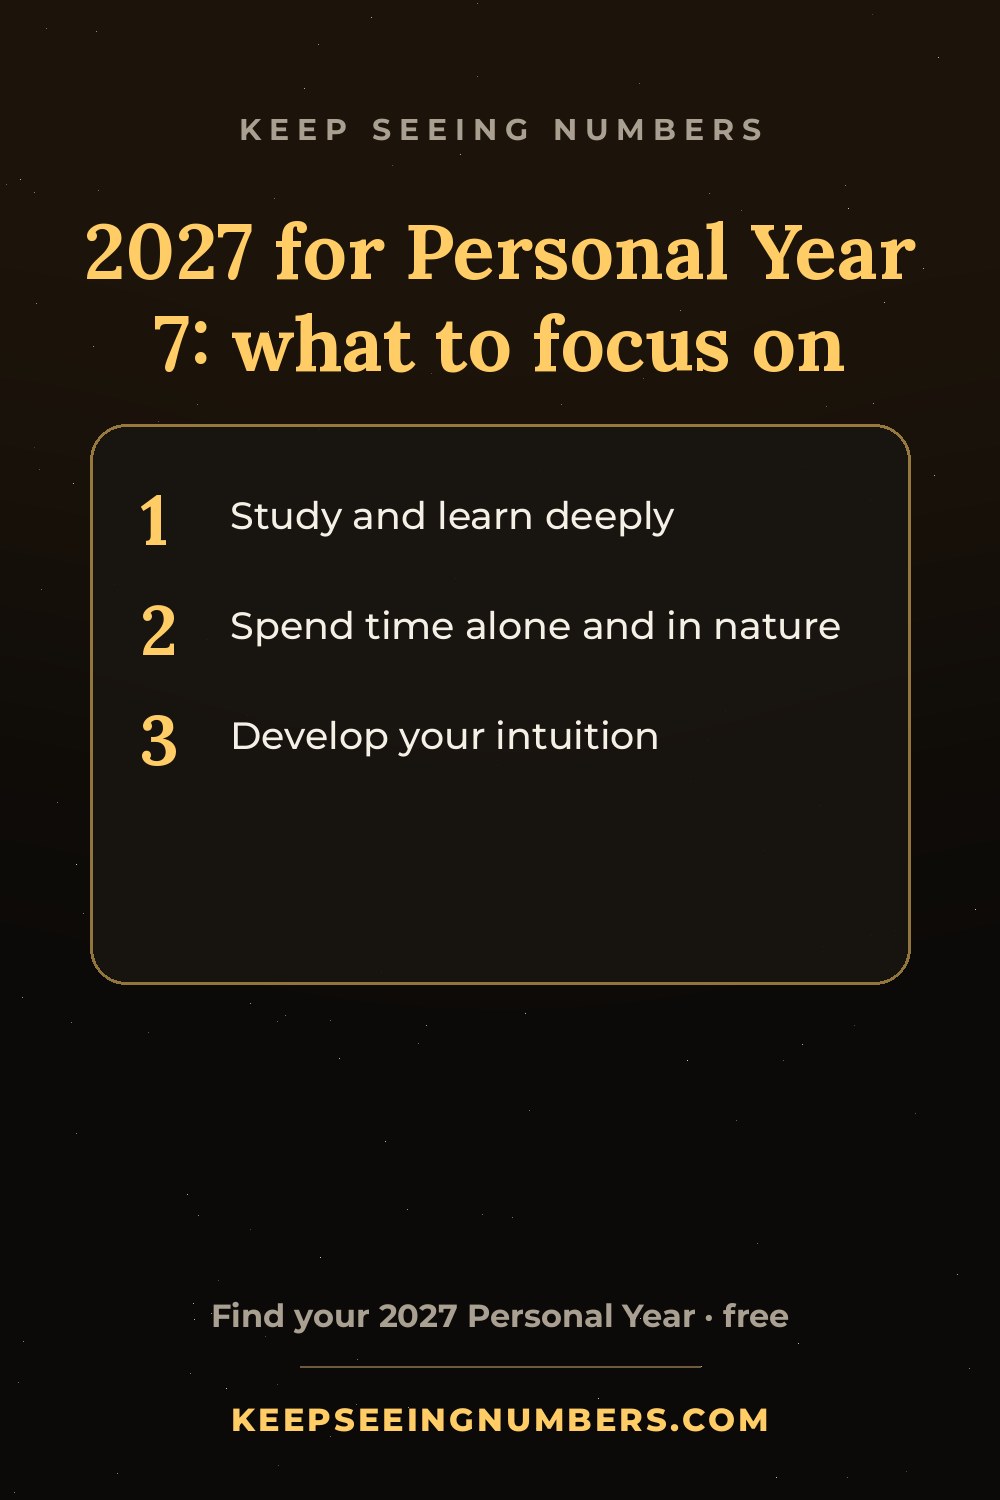 KEEP SEEING NUMBERS
2027 for Personal Year
7: what to focus on
1 Study and learn deeply
2 Spend time alone and in nature
3 Develop your intuition
Find your 2027 Personal Year · free
KEEPSEEINGNUMBERS.COM